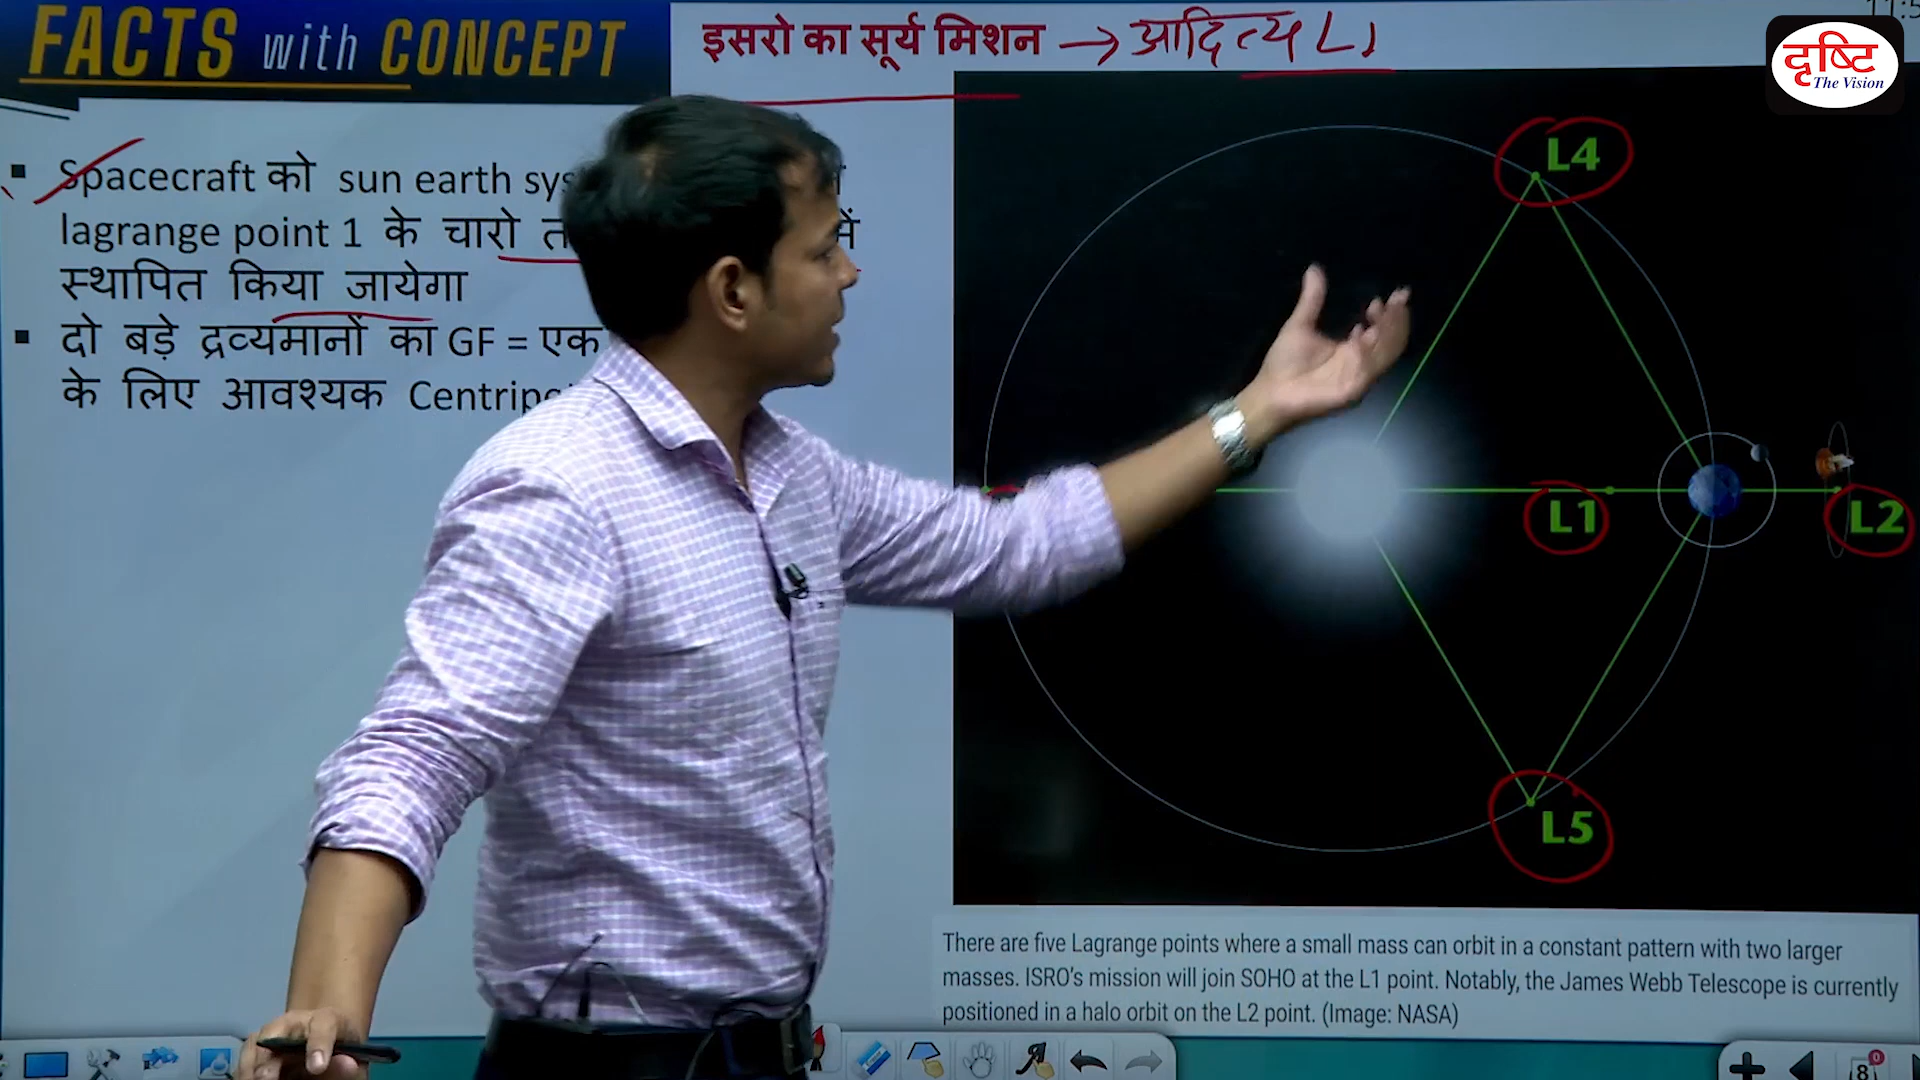 FACTS with CONCEPT
इसरो का सूर्य मिशन → आदित्य L1
दृष्टि
The Vision
Spacecraft को sun earth
lagrange point 1 के चारो
स्थापित किया जायेगा
दो बड़े द्रव्यमानों का GF = एक
के लिए आवश्यक
L4
L1
L2
L5
There are five Lagrange points where a small mass can orbit in a constant pattern with two larger
masses. ISRO's mission will join SOHO at the L1 point. Notably, the James Webb Telescope is currently
positioned in a halo orbit on the L2 point. (Image: NASA)
8
0